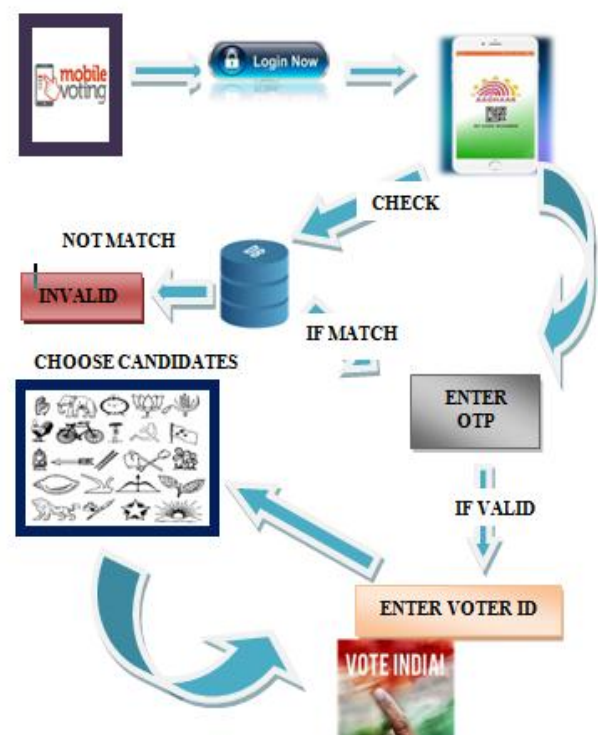 mobile
voting
Login Now
AADHAAR
CHECK
NOT MATCH
INVALID
IF MATCH
CHOOSE CANDIDATES
ENTER
OTP
IF VALID
ENTER VOTER ID
VOTE INDIA!